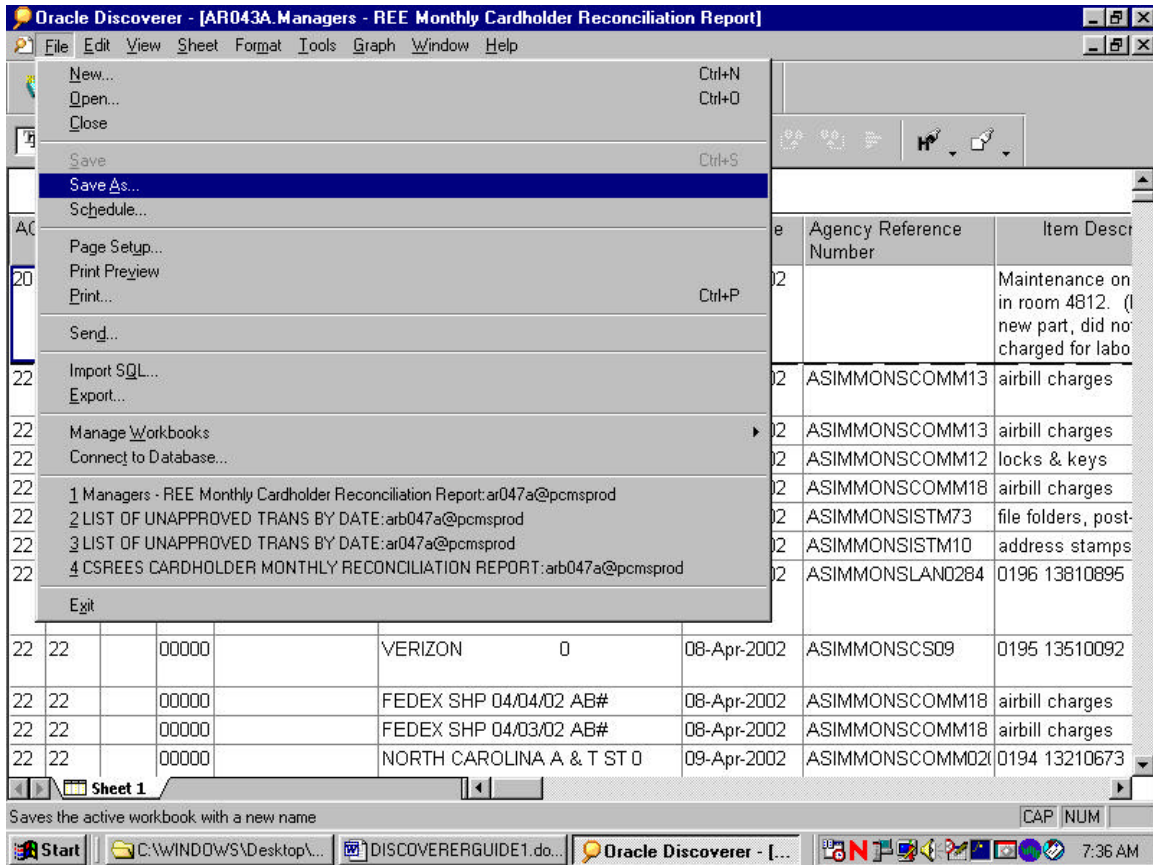 Oracle Discoverer - [AR043A.Managers - REE Monthly Cardholder Reconciliation Report]
File Edit View Sheet Format Tools Graph Window Help
New... Ctrl+N
Open... Ctrl+O
Close
Save Ctrl+S
Save As...
Schedule...
Page Setup...
Print Preview
Print... Ctrl+P
Send...
Import SQL...
Export...
Manage Workbooks
Connect to Database...
1 Managers - REE Monthly Cardholder Reconciliation Report:ar047a@pcmsprod
2 LIST OF UNAPPROVED TRANS BY DATE:arb047a@pcmsprod
3 LIST OF UNAPPROVED TRANS BY DATE:ar047a@pcmsprod
4 CSREES CARDHOLDER MONTHLY RECONCILIATION REPORT:arb047a@pcmsprod
Exit
Agency Reference Item
Number
20 Maintenance on
in room 4812.
new part, did
charged for
22 ASIMMONSCOMM13 airbill charges
22 ASIMMONSCOMM13 airbill charges
22 ASIMMONSCOMM12 locks & keys
22 ASIMMONSCOMM18 airbill charges
22 ASIMMONSISTM73 file folders, post-
22 ASIMMONSISTM10 address stamps
22 ASIMMONSLAN0284 0196 13810895
22 22 00000 VERIZON 0 08-Apr-2002 ASIMMONSCS09 0195 13510092
22 22 00000 FEDEX SHP 04/04/02 AB# 08-Apr-2002 ASIMMONSCOMM18 airbill charges
22 22 00000 FEDEX SHP 04/03/02 AB# 08-Apr-2002 ASIMMONSCOMM18 airbill charges
22 22 00000 NORTH CAROLINA A & T ST 0 09-Apr-2002 ASIMMONSCOMM02 0194 13210673
Sheet 1
Saves the active workbook with a new name CAP NUM
Start C:\WINDOWS\Desktop\... DISCOVERERGUIDE1.do... Oracle Discoverer - [... 7:36 AM